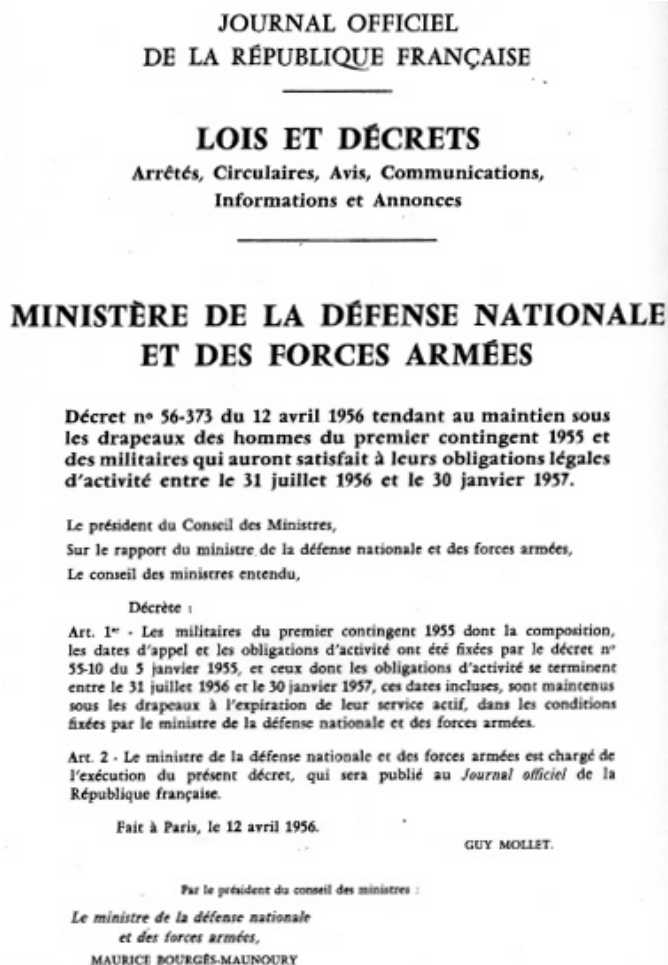 JOURNAL OFFICIEL
DE LA RÉPUBLIQUE FRANÇAISE
LOIS ET DÉCRETS
Arrêtés, Circulaires, Avis, Communications,
Informations et Annonces
MINISTÈRE DE LA DÉFENSE NATIONALE
ET DES FORCES ARMÉES
Décret nº 56-373 du 12 avril 1956 tendant au maintien sous
les drapeaux des hommes du premier contingent 1955 et
des militaires qui auront satisfait à leurs obligations légales
d'activité entre le 31 juillet 1956 et le 30 janvier 1957.
Le président du Conseil des Ministres,
Sur le rapport du ministre de la défense nationale et des forces armées,
Le conseil des ministres entendu,
Décrète :
Art. 1er - Les militaires du premier contingent 1955 dont la composition,
les dates d'appel et les obligations d'activité ont été fixées par le décret nº
55-10 du 5 janvier 1955, et ceux dont les obligations d'activité se terminent
entre le 31 juillet 1956 et le 30 janvier 1957, ces dates incluses, sont maintenus
sous les drapeaux à l'expiration de leur service actif, dans les conditions
fixées par le ministre de la défense nationale et des forces armées.
Art. 2 - Le ministre de la défense nationale et des forces armées est chargé de
l'exécution du présent décret, qui sera publié au Journal officiel de la
République française.
Fait à Paris, le 12 avril 1956.
GUY MOLLET.
Par le président du conseil des ministres :
Le ministre de la défense nationale
et des forces armées,
MAURICE BOURGÈS-MAUNOURY